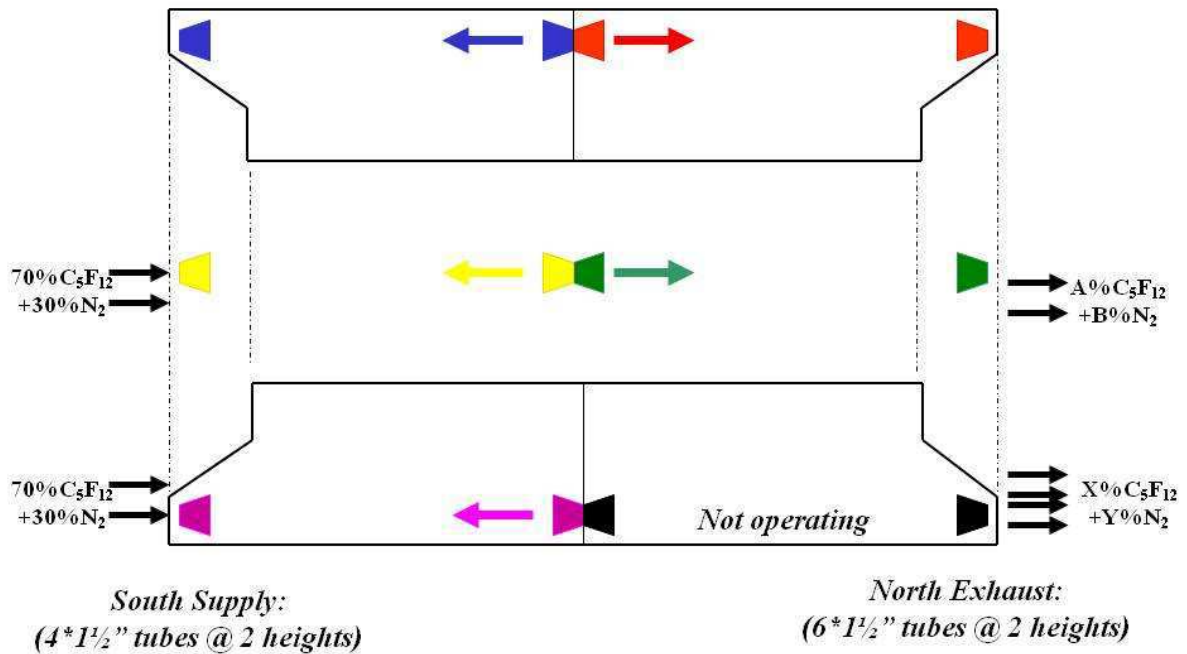 70%C₅F₁₂
+30%N₂
A%C₅F₁₂
+B%N₂
70%C₅F₁₂
+30%N₂
Not operating
X%C₅F₁₂
+Y%N₂
South Supply:
(4*1½” tubes @ 2 heights)
North Exhaust:
(6*1½” tubes @ 2 heights)